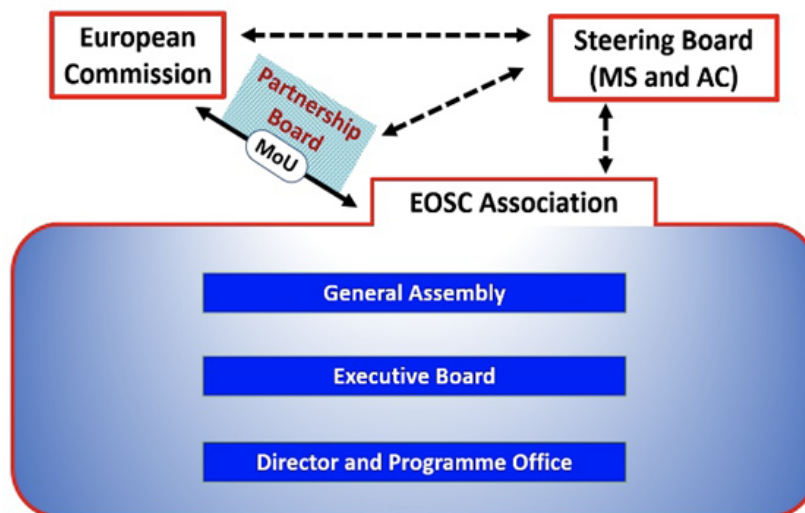 European
Commission
Steering Board
(MS and AC)
Partnership
Board
MoU
EOSC Association
General Assembly
Executive Board
Director and Programme Office